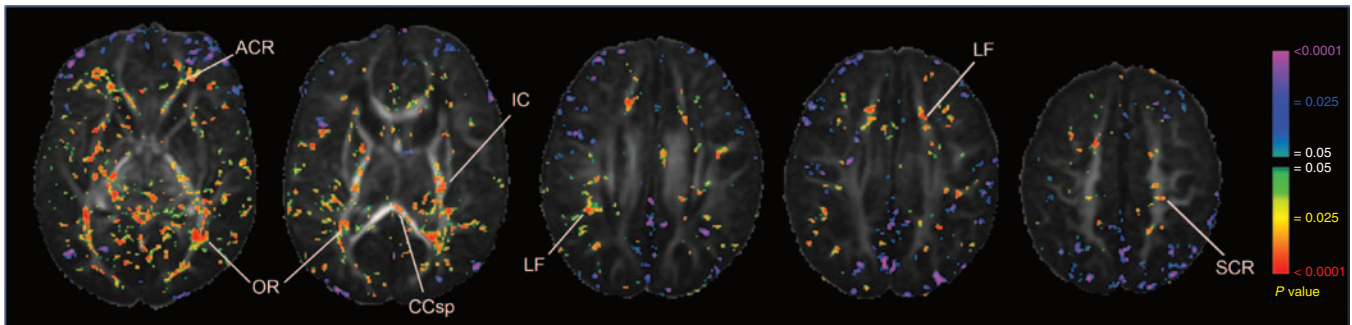 ACR
OR
IC
CCsp
LF
LF
SCR
<0.0001
= 0.025
= 0.05
= 0.05
= 0.025
< 0.0001
P value